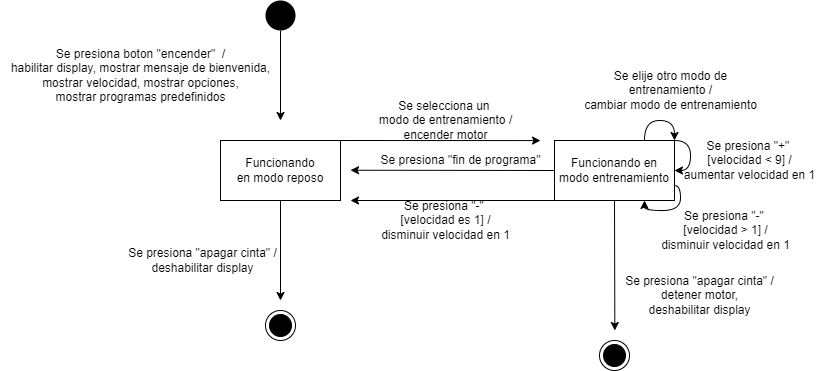 Se presiona boton "encender"  /
habilitar display, mostrar mensaje de bienvenida,
mostrar velocidad, mostrar opciones,
mostrar programas predefinidos
Se elije otro modo de
entrenamiento /
cambiar modo de entrenamiento
Se selecciona un
modo de entrenamiento /
encender motor
Se presiona "+"
[velocidad < 9] /
aumentar velocidad en 1
Funcionando
en modo reposo
Se presiona "fin de programa"
Funcionando en
modo entrenamiento
Se presiona "-"
[velocidad es 1] /
disminuir velocidad en 1
Se presiona "-"
[velocidad > 1] /
disminuir velocidad en 1
Se presiona "apagar cinta" /
deshabilitar display
Se presiona "apagar cinta" /
detener motor,
deshabilitar display